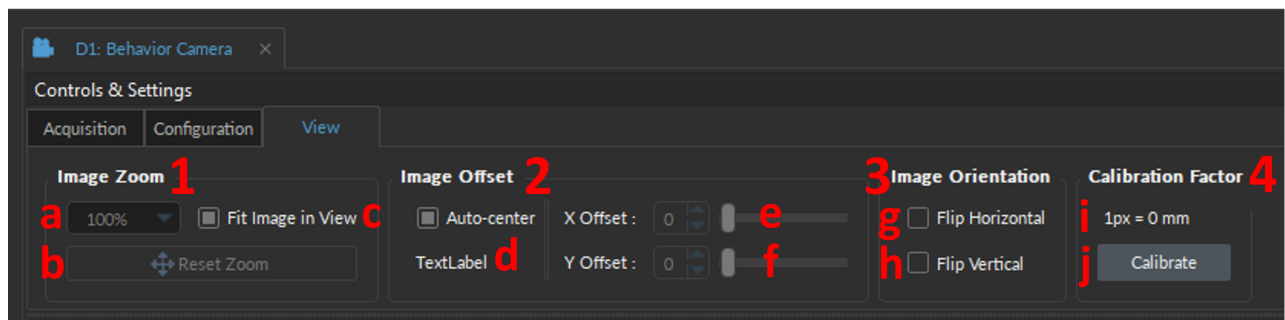 D1: Behavior Camera ×
Controls & Settings
Acquisition Configuration View
Image Zoom 1 Image Offset 2 3 Image Orientation Calibration Factor 4
a 100% Fit Image in View c Auto-center X Offset : 0 e g Flip Horizontal i 1px = 0 mm
b Reset Zoom TextLabel d Y Offset : 0 f h Flip Vertical j Calibrate